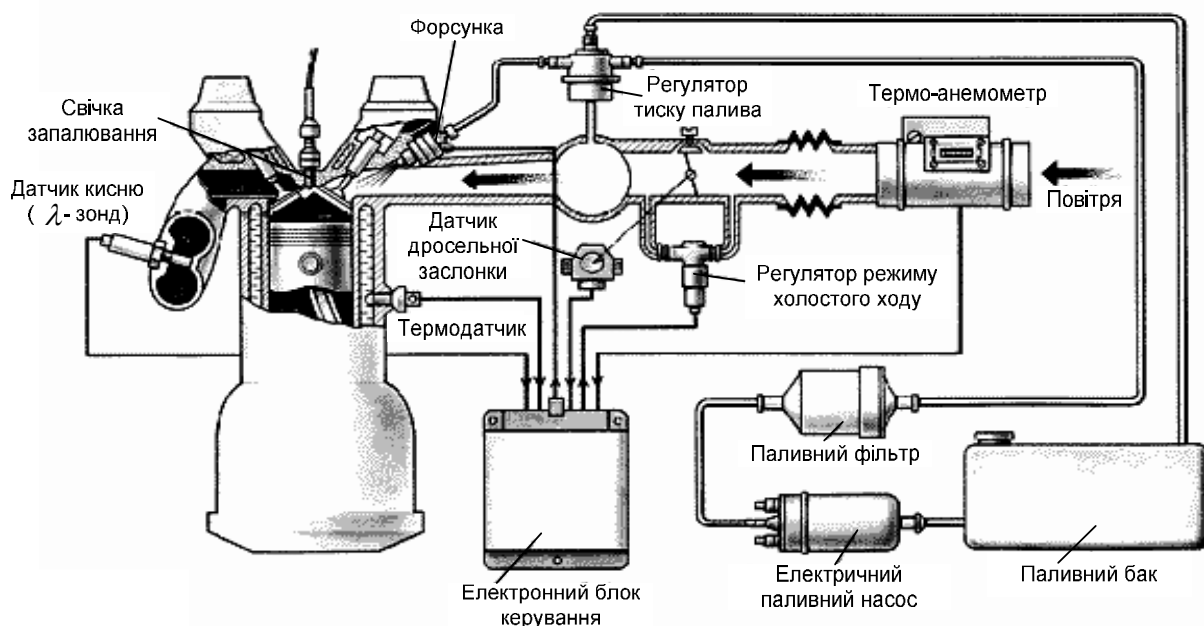 Форсунка
Регулятор
тиску палива
Термо-анемометр
Свічка
запалювання
Датчик кисню
( λ - зонд)
Повітря
Датчик
дросельної
заслонки
Регулятор режиму
холостого ходу
Термодатчик
Паливний фільтр
Електронний блок
керування
Електричний
паливний насос
Паливний бак